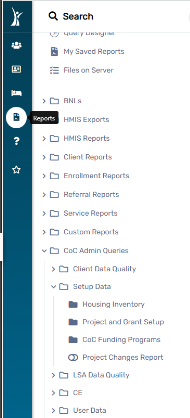 Search
Query Designer
My Saved Reports
Files on Server
Reports
BNLs
HMIS Exports
HMIS Reports
Client Reports
Enrollment Reports
Referral Reports
Service Reports
Custom Reports
CoC Admin Queries
Client Data Quality
Setup Data
Housing Inventory
Project and Grant Setup
CoC Funding Programs
Project Changes Report
LSA Data Quality
CE
User Data